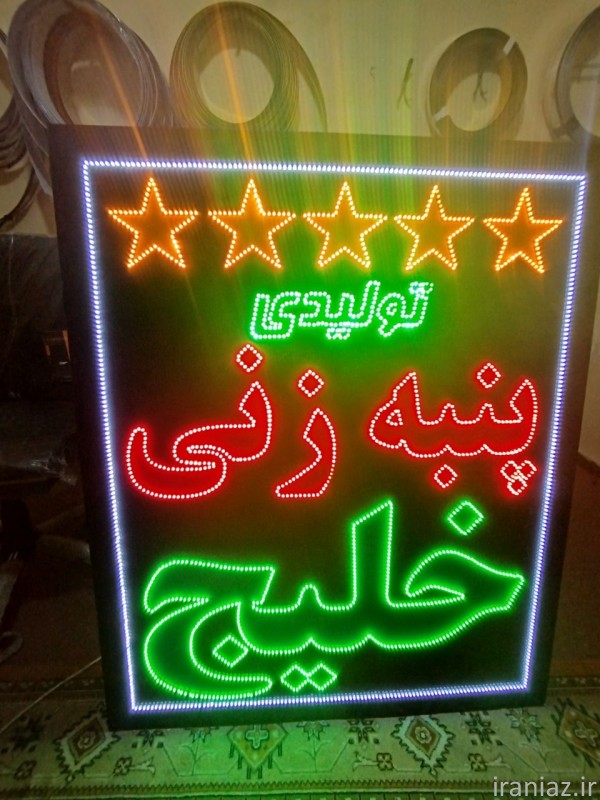 تولیدی
پنبه زنی
خلیج
iraniaz.ir